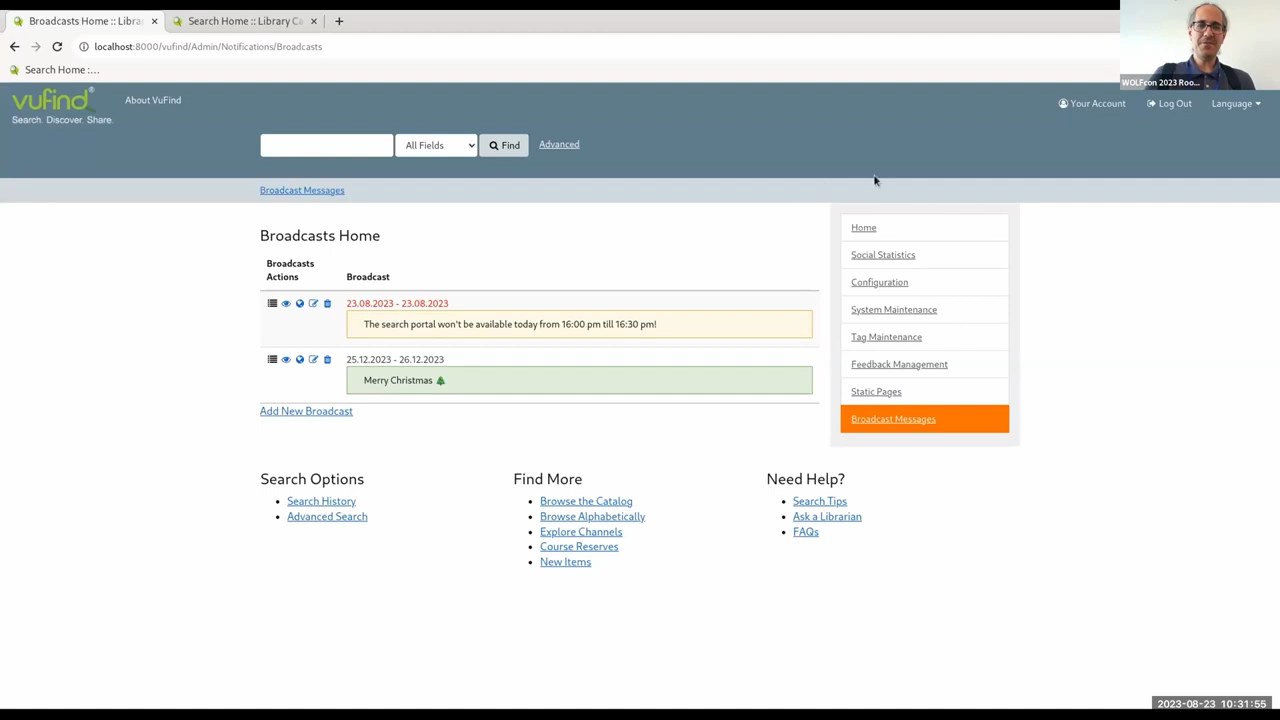 Broadcasts Home :: Libra
Search Home :: Library Ca
localhost:8000/vufind/Admin/Notifications/Broadcasts
Search Home :...
WOLFcon 2023 Roo...
vufind®
Search. Discover. Share.
About VuFind
Your Account
Log Out
Language
All Fields
Find
Advanced
Broadcast Messages
Broadcasts Home
Broadcasts Actions
Broadcast
23.08.2023 - 23.08.2023
The search portal won't be available today from 16:00 pm till 16:30 pm!
25.12.2023 - 26.12.2023
Merry Christmas 🎄
Add New Broadcast
Home
Social Statistics
Configuration
System Maintenance
Tag Maintenance
Feedback Management
Static Pages
Broadcast Messages
Search Options
Search History
Advanced Search
Find More
Browse the Catalog
Browse Alphabetically
Explore Channels
Course Reserves
New Items
Need Help?
Search Tips
Ask a Librarian
FAQs
2023-08-23 10:31:55